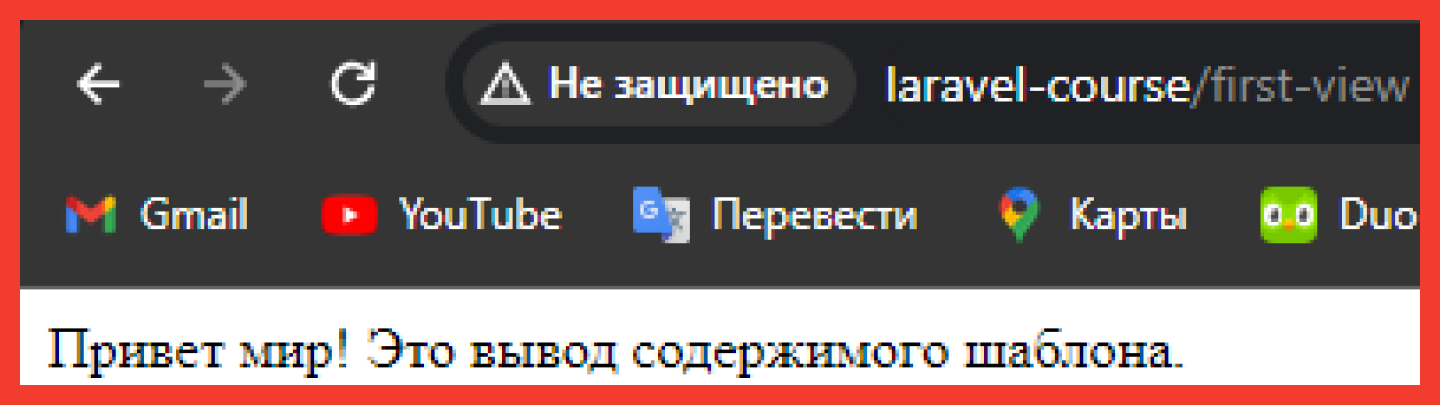 Не защищено laravel-course/first-view
Gmail YouTube Перевести Карты Duo
Привет мир! Это вывод содержимого шаблона.